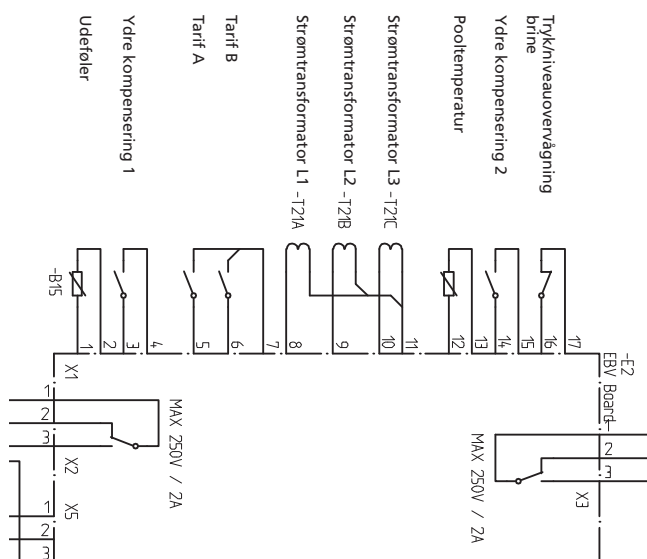 Udeføler
Ydre kompensering 1
Tarif A
Tarif B
Strømtransformator L1
-T21A
Strømtransformator L2
-T21B
Strømtransformator L3
-T21C
Pooltemperatur
Ydre kompensering 2
Tryk/niveauovervågning
brine
-B15
1
2
3
4
5
6
7
8
9
10
11
12
13
14
15
16
17
-E2
EBV Board
X1
1
2
3
MAX 250V / 2A
X2
X5
1
2
3
1
2
3
MAX 250V / 2A
X3